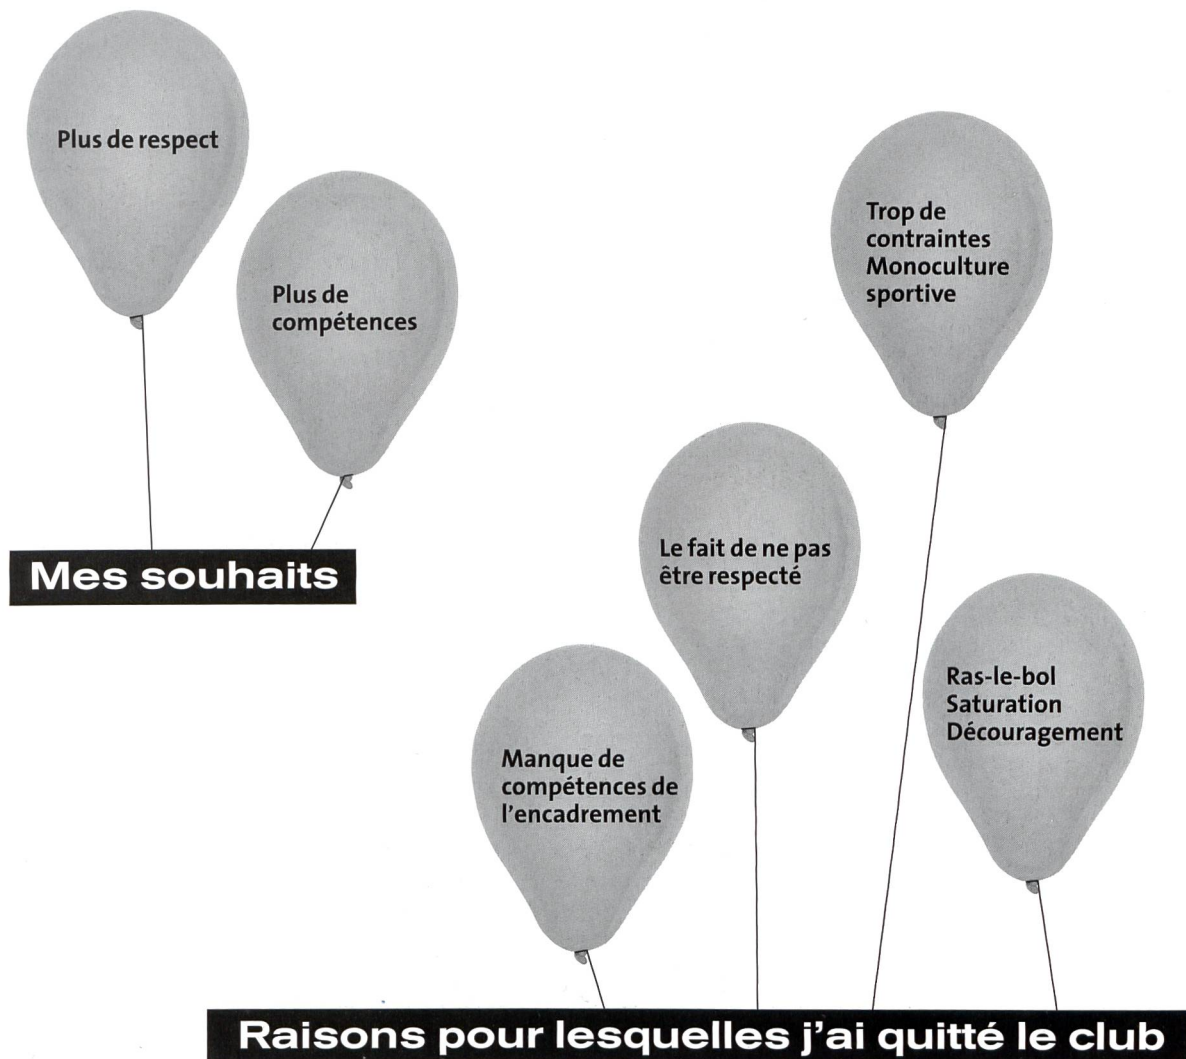 Plus de respect
Plus de
compétences
Mes souhaits
Trop de
contraintes
Monoculture
sportive
Le fait de ne pas
être respecté
Ras-le-bol
Saturation
Découragement
Manque de
compétences de
l'encadrement
Raisons pour lesquelles j'ai quitté le club